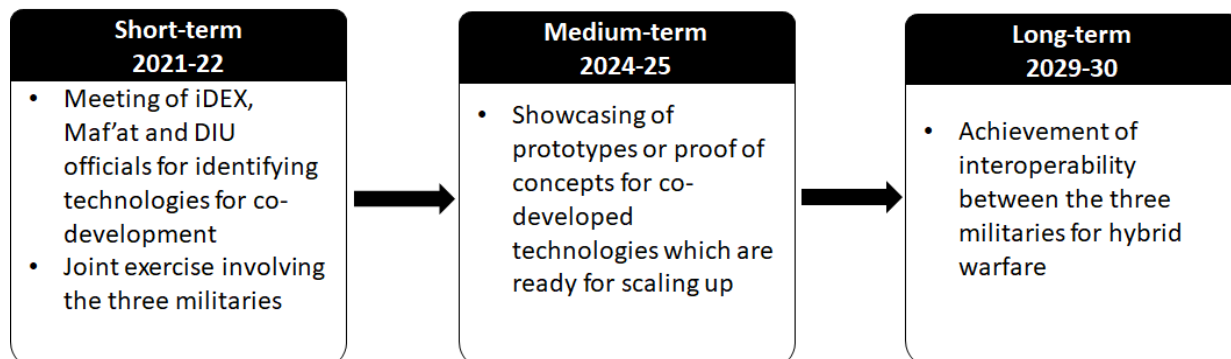 Short-term
2021-22
• Meeting of iDEX,
Maf’at and DIU
officials for identifying
technologies for co-
development
• Joint exercise involving
the three militaries
Medium-term
2024-25
• Showcasing of
prototypes or proof of
concepts for co-
developed
technologies which are
ready for scaling up
Long-term
2029-30
• Achievement of
interoperability
between the three
militaries for hybrid
warfare